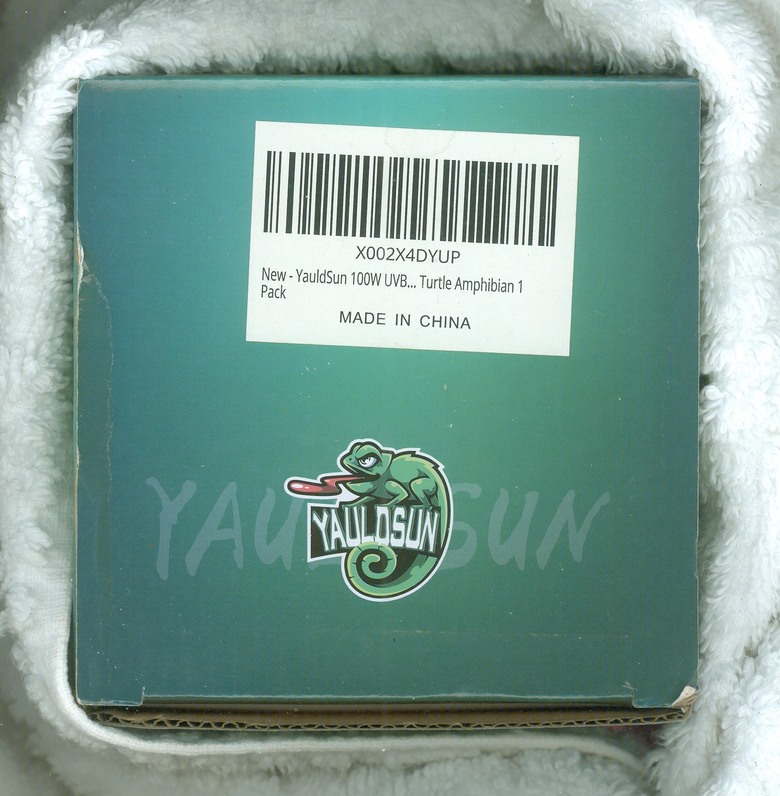 X002X4DYUP
New - YauldSun 100W UVB... Turtle Amphibian 1
Pack
MADE IN CHINA
YAULDSUN
YAULDSUN